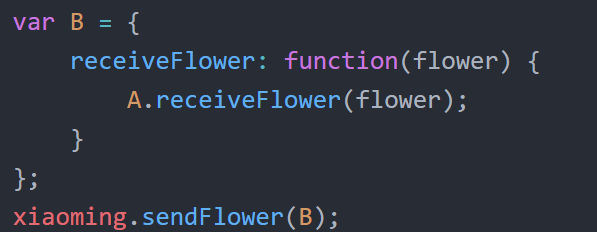 var B = {
    receiveFlower: function(flower) {
        A.receiveFlower(flower);
    }
};
xiaoming.sendFlower(B);